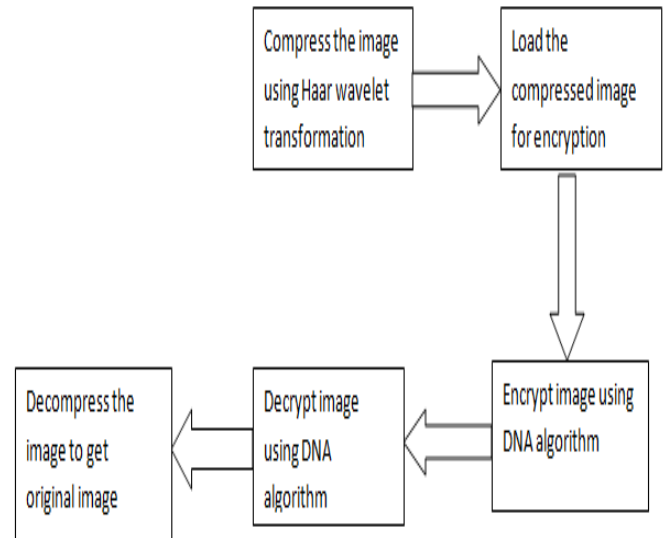 Compress the image
using Haar wavelet
transformation
Load the
compressed image
for encryption
Encrypt image using
DNA algorithm
Decrypt image
using DNA
algorithm
Decompress the
image to get
original image